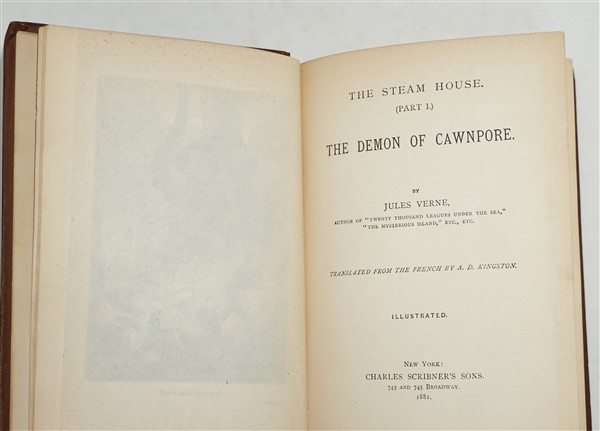 THE STEAM HOUSE.
(PART I.)
THE DEMON OF CAWNPORE.
BY
JULES VERNE,
AUTHOR OF "TWENTY THOUSAND LEAGUES UNDER THE SEA,"
"THE MYSTERIOUS ISLAND," ETC., ETC.
TRANSLATED FROM THE FRENCH BY A. D. KINGSTON.
ILLUSTRATED.
NEW YORK:
CHARLES SCRIBNER'S SONS.
743 AND 745 BROADWAY.
1881.